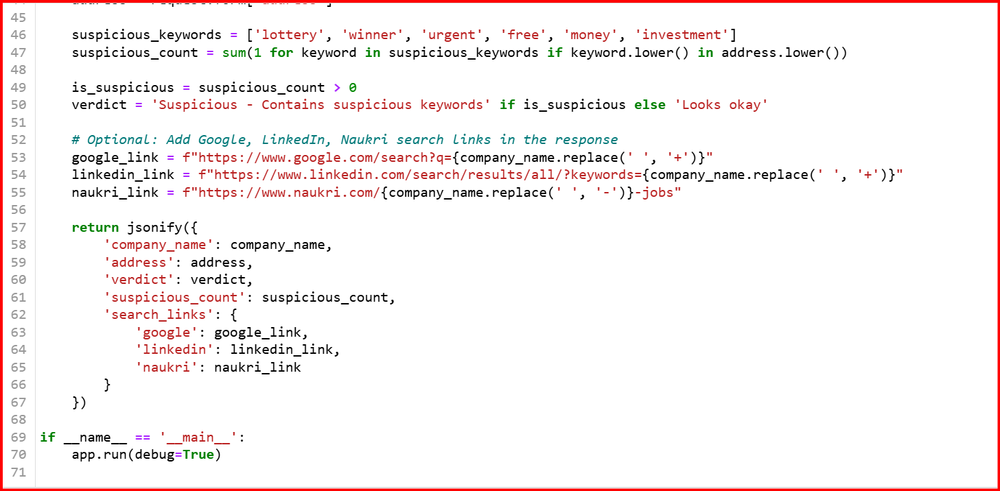 45
46     suspicious_keywords = ['lottery', 'winner', 'urgent', 'free', 'money', 'investment']
47     suspicious_count = sum(1 for keyword in suspicious_keywords if keyword.lower() in address.lower())
48
49     is_suspicious = suspicious_count > 0
50     verdict = 'Suspicious - Contains suspicious keywords' if is_suspicious else 'Looks okay'
51
52     # Optional: Add Google, LinkedIn, Naukri search links in the response
53     google_link = f"https://www.google.com/search?q={company_name.replace(' ', '+')}"
54     linkedin_link = f"https://www.linkedin.com/search/results/all/?keywords={company_name.replace(' ', '+')}"
55     naukri_link = f"https://www.naukri.com/{company_name.replace(' ', '-')}-jobs"
56
57     return jsonify({
58         'company_name': company_name,
59         'address': address,
60         'verdict': verdict,
61         'suspicious_count': suspicious_count,
62         'search_links': {
63             'google': google_link,
64             'linkedin': linkedin_link,
65             'naukri': naukri_link
66         }
67     })
68
69 if __name__ == '__main__':
70     app.run(debug=True)
71